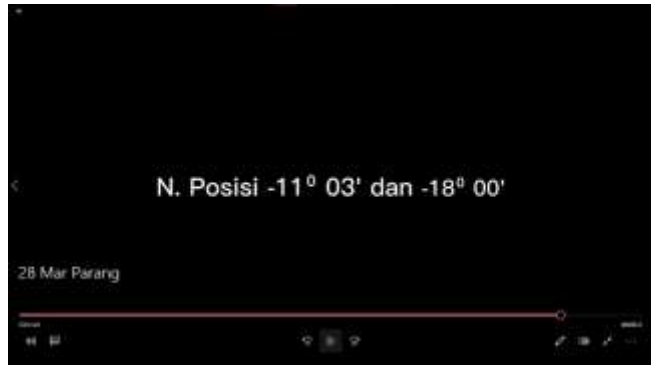 N. Posisi -11⁰ 03' dan -18⁰ 00'
28 Mar Parang